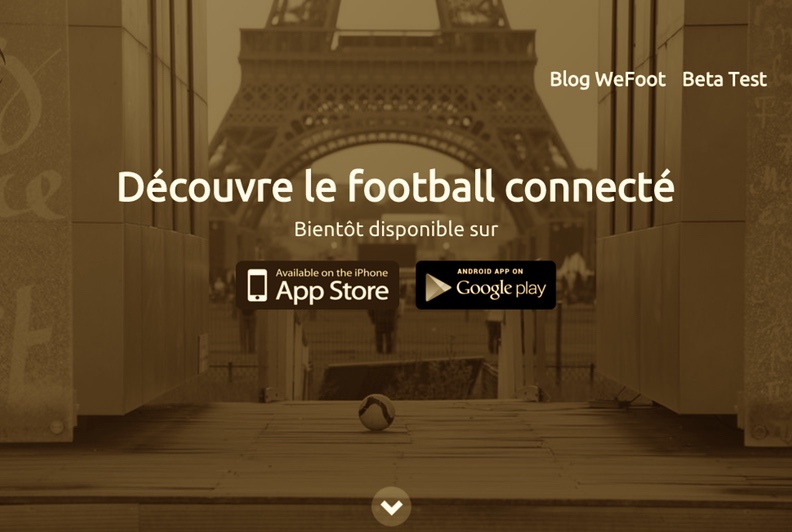 Blog WeFoot Beta Test
Découvre le football connecté
Bientôt disponible sur
Available on the iPhone
App Store
ANDROID APP ON
Google play